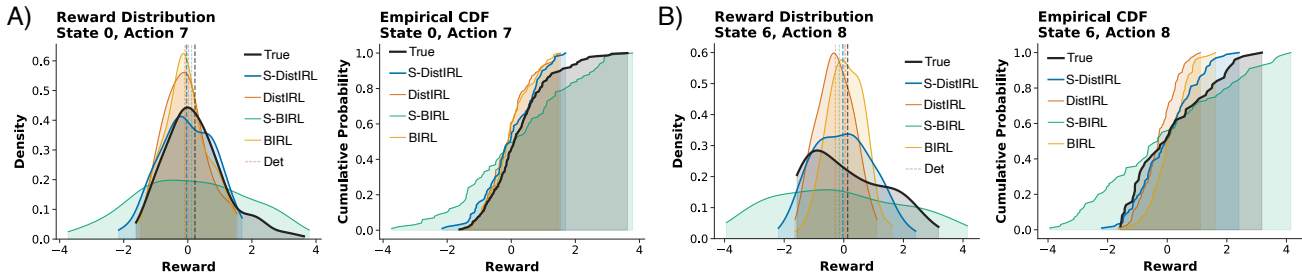 A)
Reward Distribution
State 0, Action 7
Density
0.6
0.5
0.4
0.3
0.2
0.1
0.0
−4
−2
0
2
4
Reward
True
S-DistIRL
DistIRL
S-BIRL
BIRL
Det
Empirical CDF
State 0, Action 7
Cumulative Probability
1.0
0.8
0.6
0.4
0.2
0.0
−4
−2
0
2
4
Reward
True
S-DistIRL
DistIRL
S-BIRL
BIRL
B)
Reward Distribution
State 6, Action 8
Density
0.6
0.5
0.4
0.3
0.2
0.1
0.0
−4
−2
0
2
4
Reward
True
S-DistIRL
DistIRL
S-BIRL
BIRL
Det
Empirical CDF
State 6, Action 8
Cumulative Probability
1.0
0.8
0.6
0.4
0.2
0.0
−4
−2
0
2
4
Reward
True
S-DistIRL
DistIRL
S-BIRL
BIRL